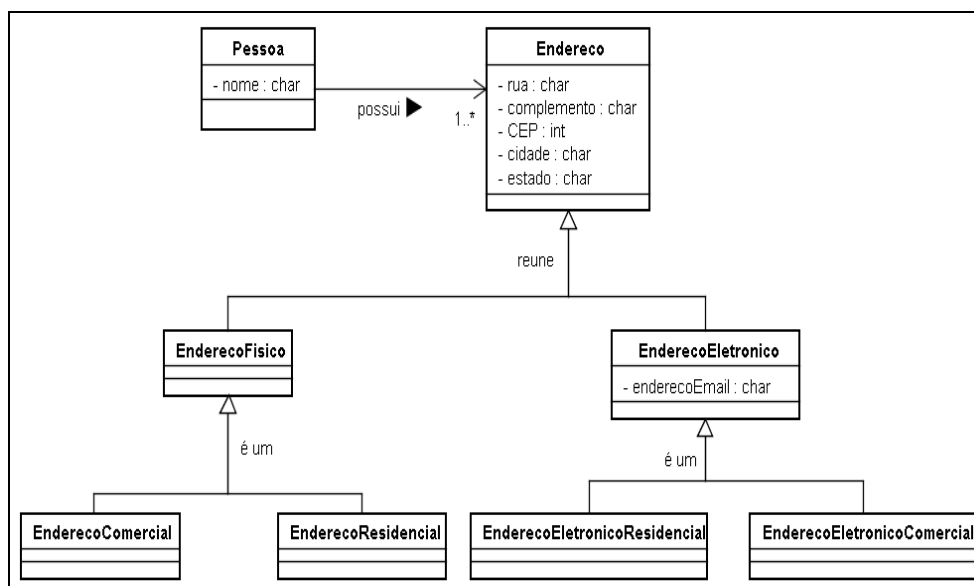 Pessoa
- nome : char
possui
1..*
Endereco
- rua : char
- complemento : char
- CEP : int
- cidade : char
- estado : char
reune
EnderecoFisico
EnderecoEletronico
- enderecoEmail : char
é um
é um
EnderecoComercial
EnderecoResidencial
EnderecoEletronicoResidencial
EnderecoEletronicoComercial